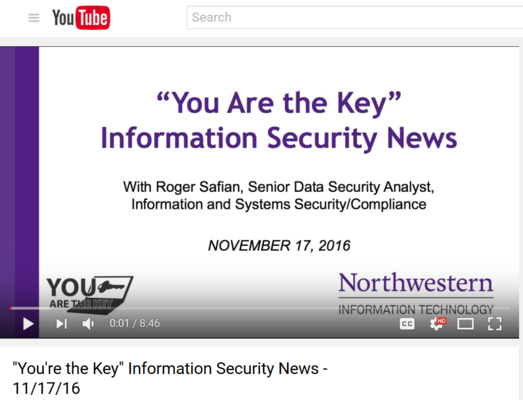 YouTube
Search
“You Are the Key”
Information Security News
With Roger Safian, Senior Data Security Analyst,
Information and Systems Security/Compliance
NOVEMBER 17, 2016
YOU
ARE THE KEY
Northwestern
INFORMATION TECHNOLOGY
0:01 / 8:46
CC
HD
"You're the Key" Information Security News -
11/17/16